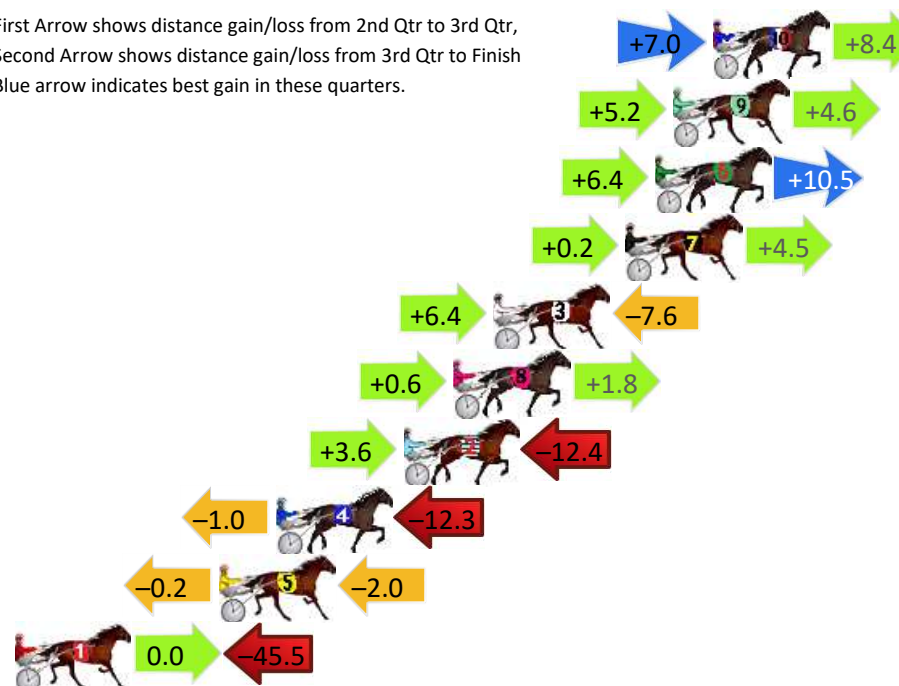 First Arrow shows distance gain/loss from 2nd Qtr to 3rd Qtr,
Second Arrow shows distance gain/loss from 3rd Qtr to Finish
Blue arrow indicates best gain in these quarters.
+7.0 10 +8.4
+5.2 9 +4.6
+6.4 6 +10.5
+0.2 7 +4.5
+6.4 3 –7.6
+0.6 8 +1.8
+3.6 2 –12.4
–1.0 4 –12.3
–0.2 5 –2.0
1 0.0 –45.5